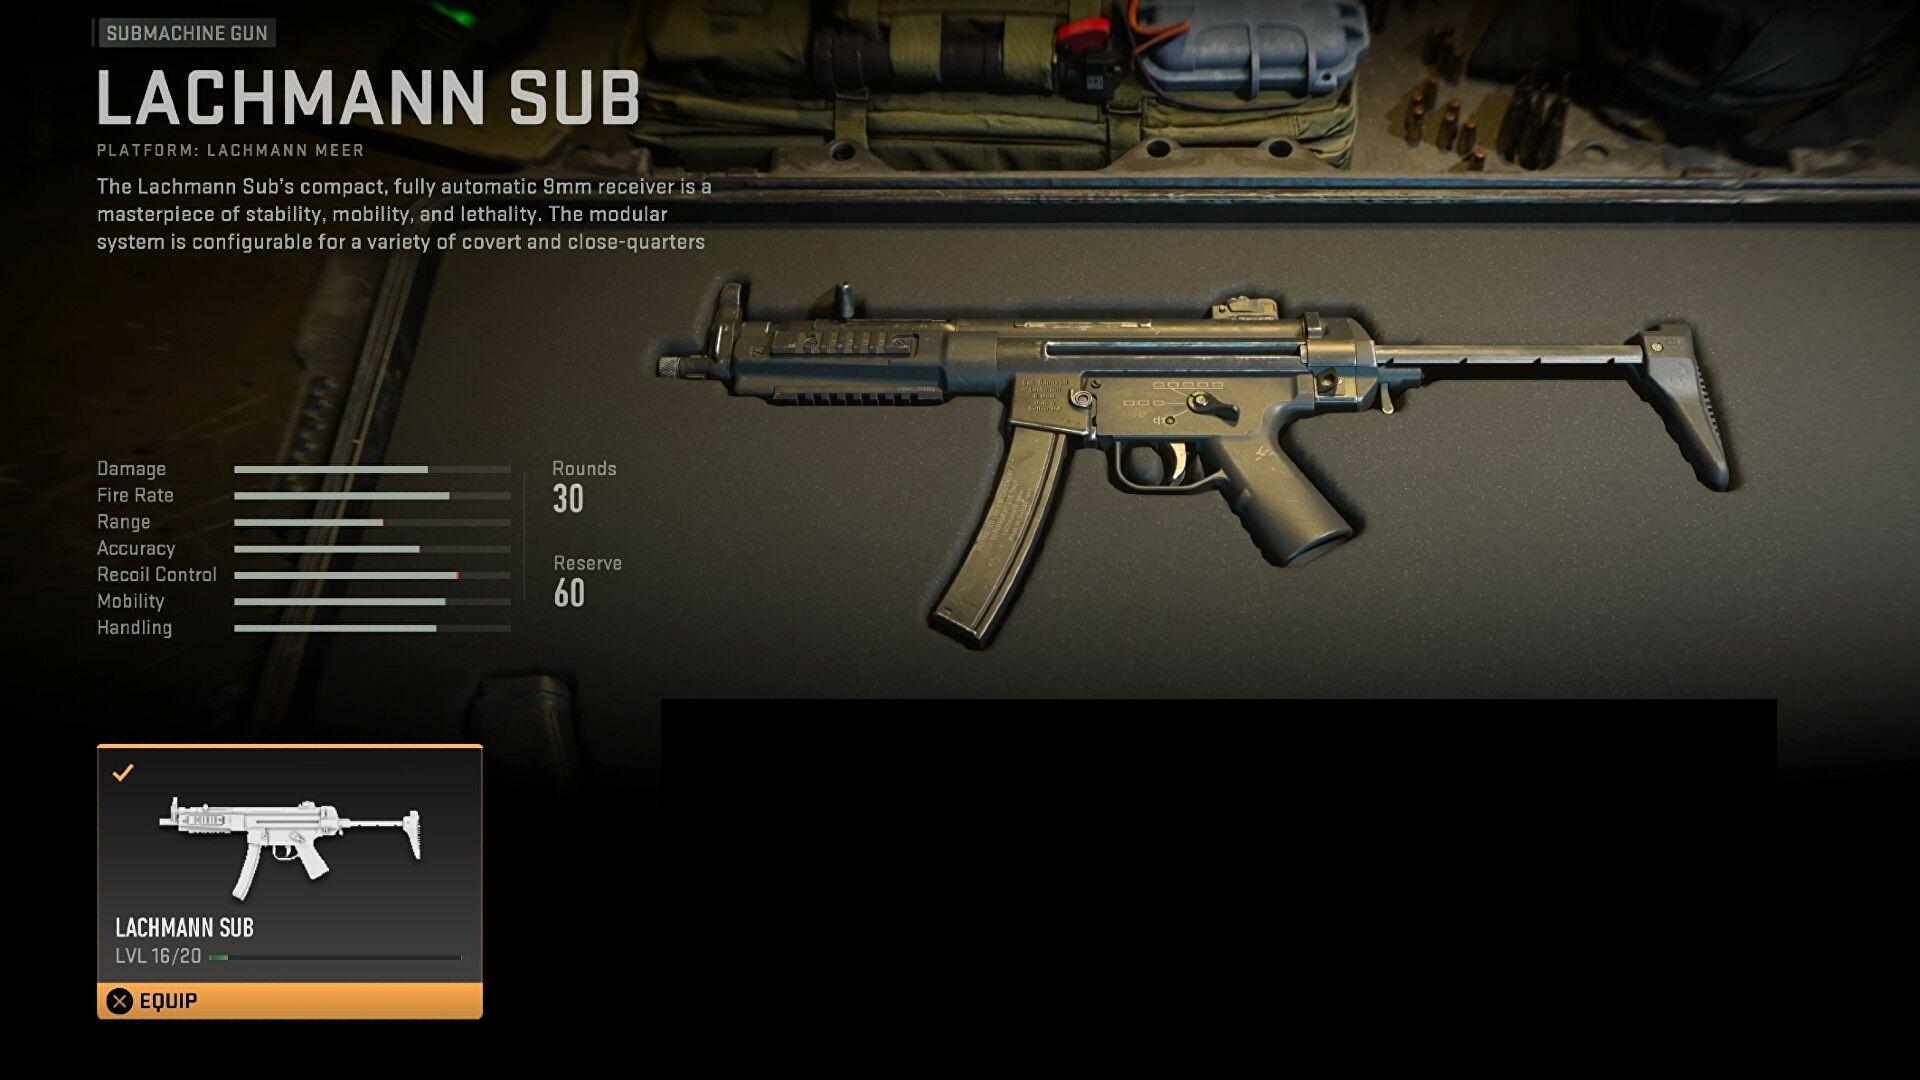 SUBMACHINE GUN
LACHMANN SUB
PLATFORM: LACHMANN MEER
The Lachmann Sub's compact, fully automatic 9mm receiver is a
masterpiece of stability, mobility, and lethality. The modular
system is configurable for a variety of covert and close-quarters
Damage
Fire Rate
Range
Accuracy
Recoil Control
Mobility
Handling
Rounds
30
Reserve
60
LACHMANN SUB
LVL 16/20
EQUIP